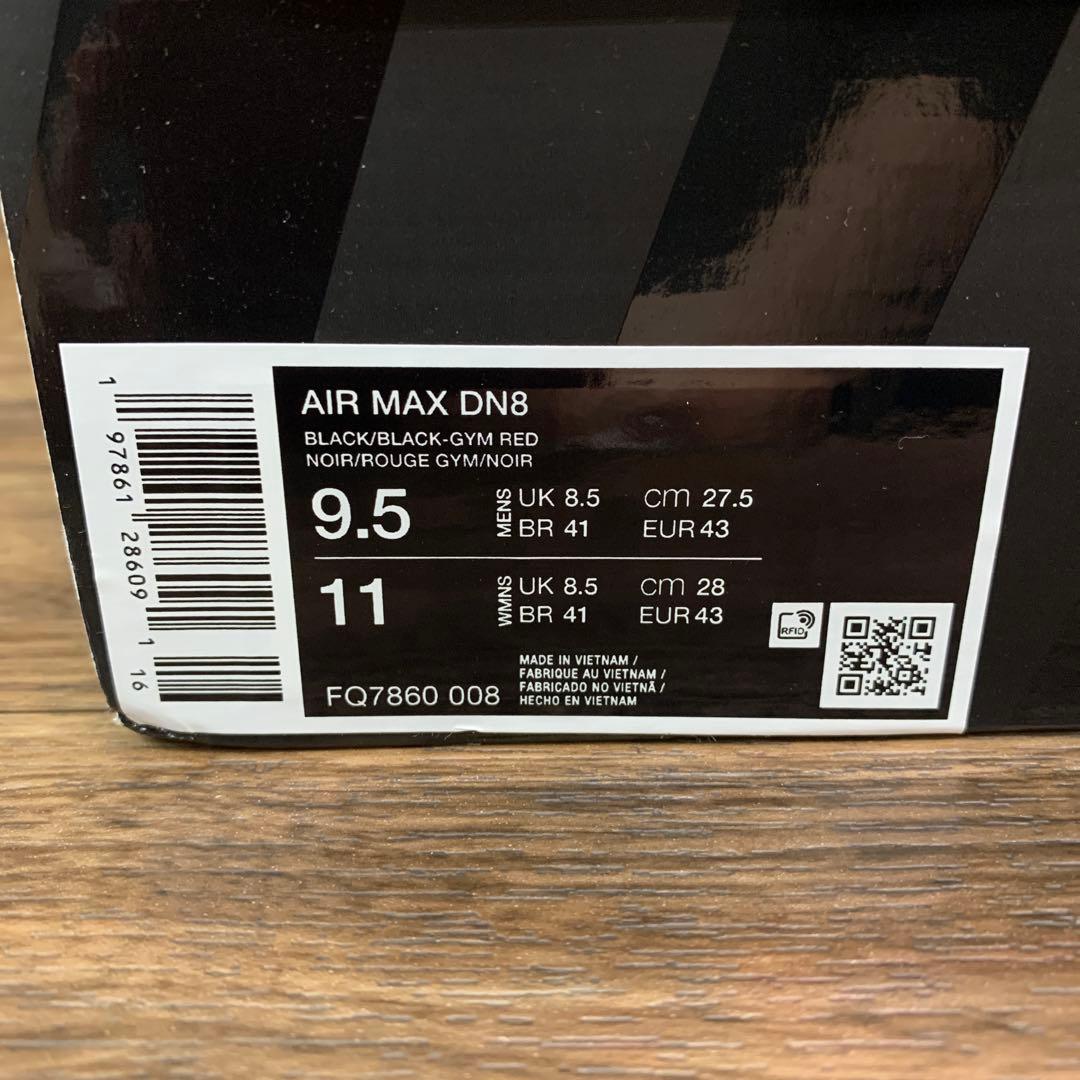 1 97861 28609 1 16
AIR MAX DN8
BLACK/BLACK-GYM RED
NOIR/ROUGE GYM/NOIR
9.5 MENS UK 8.5 cm 27.5
BR 41 EUR 43
11 WMNS UK 8.5 cm 28
BR 41 EUR 43
RFID
FQ7860 008
MADE IN VIETNAM /
FABRIQUE AU VIETNAM /
FABRICADO NO VIETNÃ /
HECHO EN VIETNAM